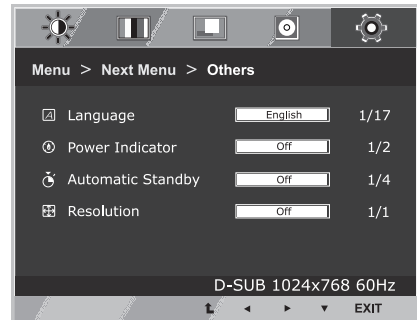 Menu > Next Menu > Others
Language English 1/17
Power Indicator Off 1/2
Automatic Standby Off 1/4
Resolution Off 1/1
D-SUB 1024x768 60Hz
EXIT